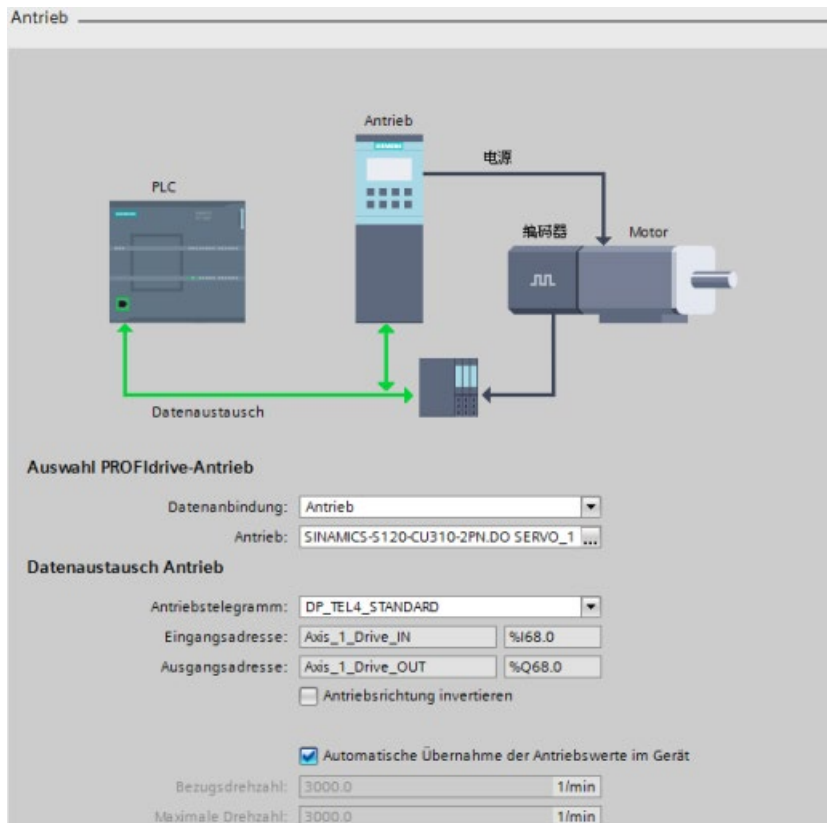 Antrieb
Antrieb
电源
PLC
SIEMENS
编码器
Motor
Datenaustausch
Auswahl PROFIdrive-Antrieb
Datenanbindung: Antrieb
Antrieb: SINAMICS-S120-CU310-2PN.DO SERVO_1 ...
Datenaustausch Antrieb
Antriebstelegramm: DP_TEL4_STANDARD
Eingangsadresse: Axis_1_Drive_IN %I68.0
Ausgangsadresse: Axis_1_Drive_OUT %Q68.0
Antriebsrichtung invertieren
Automatische Übernahme der Antriebswerte im Gerät
Bezugsdrehzahl: 3000.0 1/min
Maximale Drehzahl: 3000.0 1/min